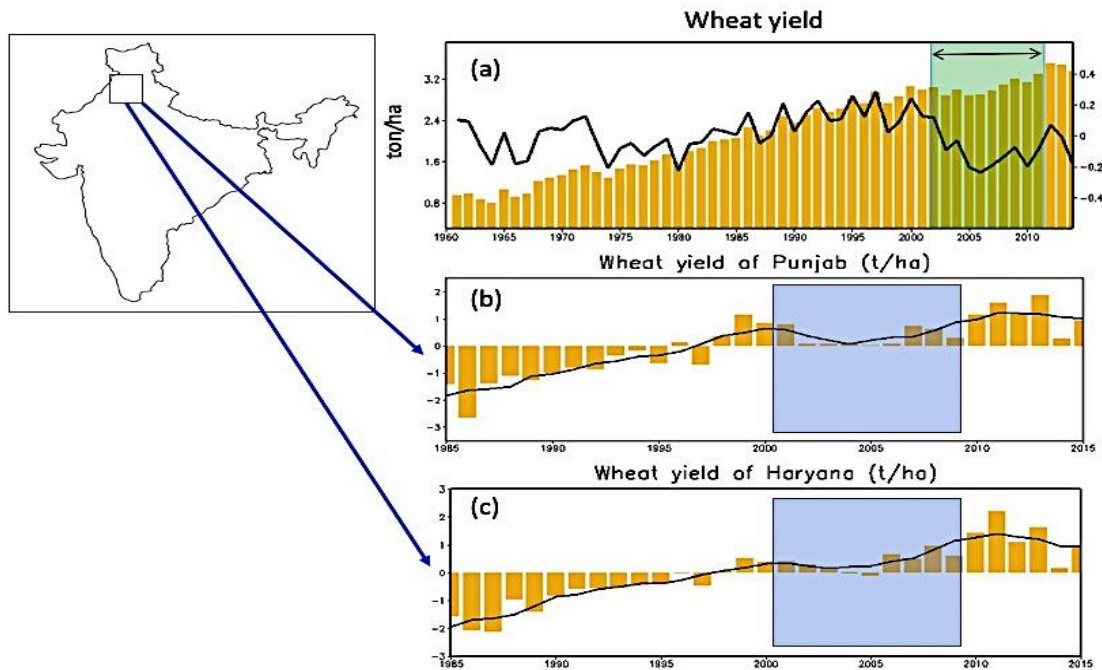 Wheat yield
(a)
ton/ha
3.2
2.4
1.6
0.8
0.4
0.2
0
-0.2
-0.4
1960 1965 1970 1975 1980 1985 1990 1995 2000 2005 2010
Wheat yield of Punjab (t/ha)
(b)
2
1
0
-1
-2
-3
1985 1990 1995 2000 2005 2010 2015
Wheat yield of Haryana (t/ha)
(c)
3
2
1
0
-1
-2
-3
1985 1990 1995 2000 2005 2010 2015